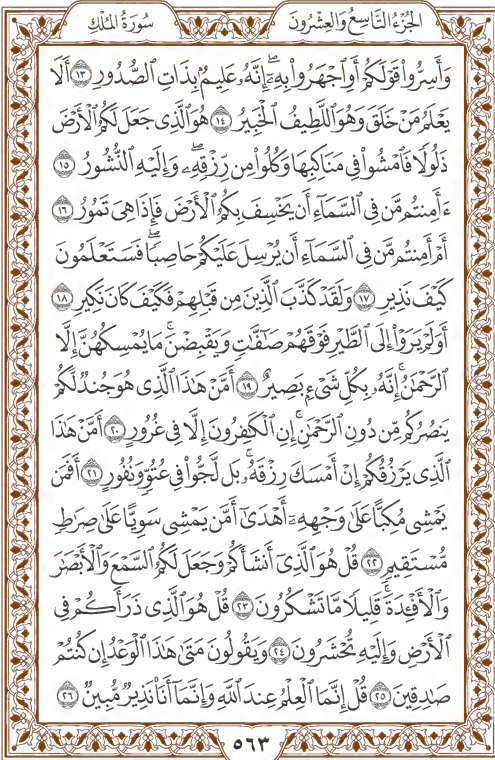 الجُزْءُ التَّاسِعُ وَالعِشْرُونَ
سُورَةُ المُلْكِ
وَأَسِرُّوا۟ قَوْلَكُمْ أَوِ ٱجْهَرُوا۟ بِهِۦٓ ۖ إِنَّهُۥ عَلِيمٌۢ بِذَاتِ ٱلصُّدُورِ ١٣ أَلَا
يَعْلَمُ مَنْ خَلَقَ وَهُوَ ٱللَّطِيفُ ٱلْخَبِيرُ ١٤ هُوَ ٱلَّذِى جَعَلَ لَكُمُ ٱلْأَرْضَ
ذَلُولًا فَٱمْشُوا۟ فِى مَنَاكِبِهَا وَكُلُوا۟ مِن رِّزْقِهِۦ ۖ وَإِلَيْهِ ٱلنُّشُورُ ١٥
ءَأَمِنتُم مَّن فِى ٱلسَّمَآءِ أَن يَخْسِفَ بِكُمُ ٱلْأَرْضَ فَإِذَا هِىَ تَمُورُ ١٦
أَمْ أَمِنتُم مَّن فِى ٱلسَّمَآءِ أَن يُرْسِلَ عَلَيْكُمْ حَاصِبًا ۖ فَسَتَعْلَمُونَ
كَيْفَ نَذِيرِ ١٧ وَلَقَدْ كَذَّبَ ٱلَّذِينَ مِن قَبْلِهِمْ فَكَيْفَ كَانَ نَكِيرِ ١٨
أَوَلَمْ يَرَوْا۟ إِلَى ٱلطَّيْرِ فَوْقَهُمْ صَٰٓفَّٰتٍ وَيَقْبِضْنَ ۚ مَا يُمْسِكُهُنَّ إِلَّا
ٱلرَّحْمَٰنُ ۚ إِنَّهُۥ بِكُلِّ شَىْءٍۭ بَصِيرٌ ١٩ أَمَّنْ هَٰذَا ٱلَّذِى هُوَ جُندٌ لَّكُمْ
يَنصُرُكُم مِّن دُونِ ٱلرَّحْمَٰنِ ۚ إِنِ ٱلْكَٰفِرُونَ إِلَّا فِى غُرُورٍ ٢٠ أَمَّنْ هَٰذَا
ٱلَّذِى يَرْزُقُكُمْ إِنْ أَمْسَكَ رِزْقَهُۥ ۚ بَل لَّجُّوا۟ فِى عُتُوٍّ وَنُفُورٍ ٢١ أَفَمَن
يَمْشِى مُكِبًّا عَلَىٰ وَجْهِهِۦٓ أَهْدَىٰٓ أَمَّن يَمْشِى سَوِيًّا عَلَىٰ صِرَٰطٍ
مُّسْتَقِيمٍ ٢٢ قُلْ هُوَ ٱلَّذِىٓ أَنشَأَكُمْ وَجَعَلَ لَكُمُ ٱلسَّمْعَ وَٱلْأَبْصَٰرَ
وَٱلْأَفْـِٔدَةَ ۖ قَلِيلًا مَّا تَشْكُرُونَ ٢٣ قُلْ هُوَ ٱلَّذِى ذَرَأَكُمْ فِى
ٱلْأَرْضِ وَإِلَيْهِ تُحْشَرُونَ ٢٤ وَيَقُولُونَ مَتَىٰ هَٰذَا ٱلْوَعْدُ إِن كُنتُمْ
صَٰدِقِينَ ٢٥ قُلْ إِنَّمَا ٱلْعِلْمُ عِندَ ٱللَّهِ وَإِنَّمَآ أَنَا۠ نَذِيرٌ مُّبِينٌ ٢٦
٥٦٣